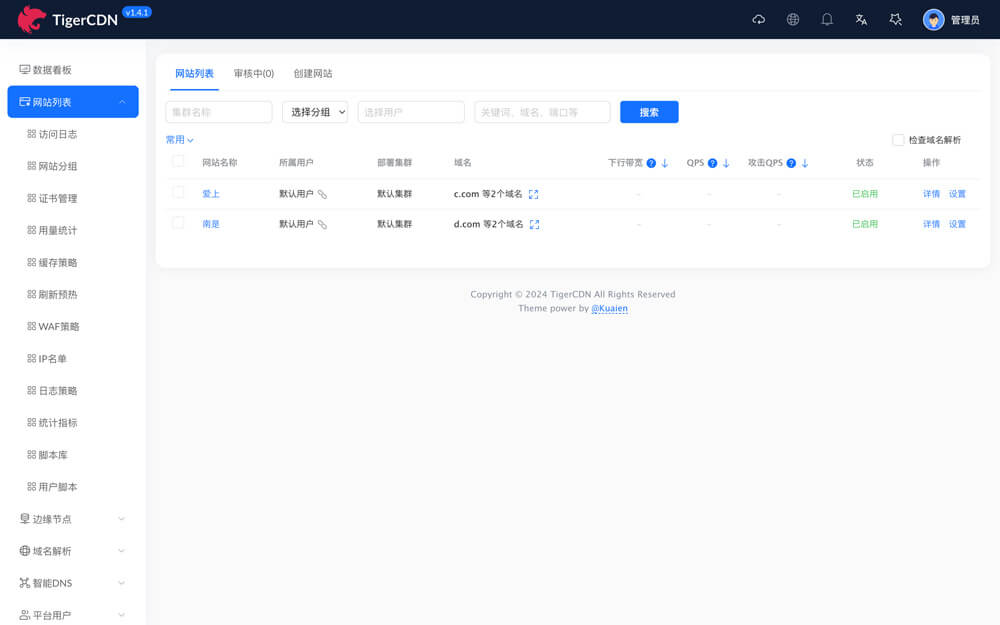 TigerCDN v1.4.1
管理员
数据看板
网站列表
访问日志
网站分组
证书管理
用量统计
缓存策略
刷新预热
WAF策略
IP名单
日志策略
统计指标
脚本库
用户脚本
边缘节点
域名解析
智能DNS
平台用户
网站列表 审核中(0) 创建网站
集群名称 选择分组 选择用户 关键词、域名、端口等 搜索
常用 检查域名解析
网站名称 所属用户 部署集群 域名 下行带宽 ? QPS ? 攻击QPS ? 状态 操作
爱上 默认用户 默认集群 c.com 等2个域名 - - - 已启用 详情 设置
南是 默认用户 默认集群 d.com 等2个域名 - - - 已启用 详情 设置
Copyright © 2024 TigerCDN All Rights Reserved
Theme power by @Kuaien